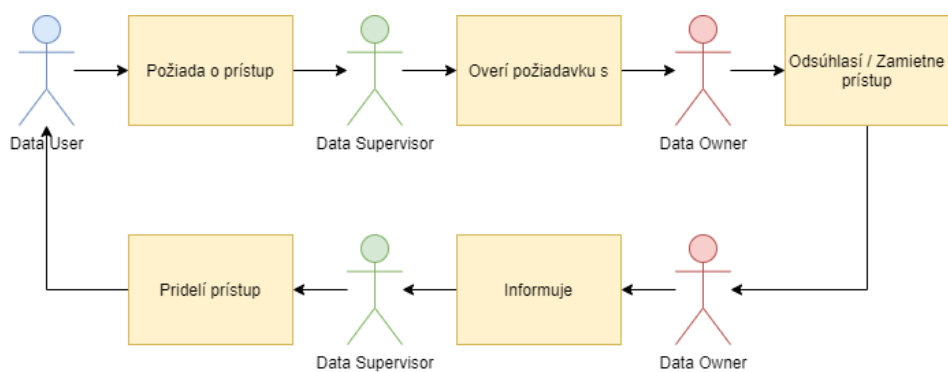 Požiada o prístup
Overí požiadavku s
Odsúhlasí / Zamietne
prístup
Data User
Data Supervisor
Data Owner
Pridelí prístup
Informuje
Data Supervisor
Data Owner